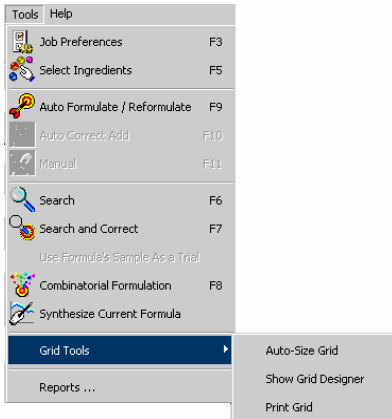 Tools Help
Job Preferences F3
Select Ingredients F5
Auto Formulate / Reformulate F9
Auto Correct Add F10
Manual F11
Search F6
Search and Correct F7
Use Formula's Sample As a Trial
Combinatorial Formulation F8
Synthesize Current Formula
Grid Tools
Auto-Size Grid
Show Grid Designer
Reports ...
Print Grid